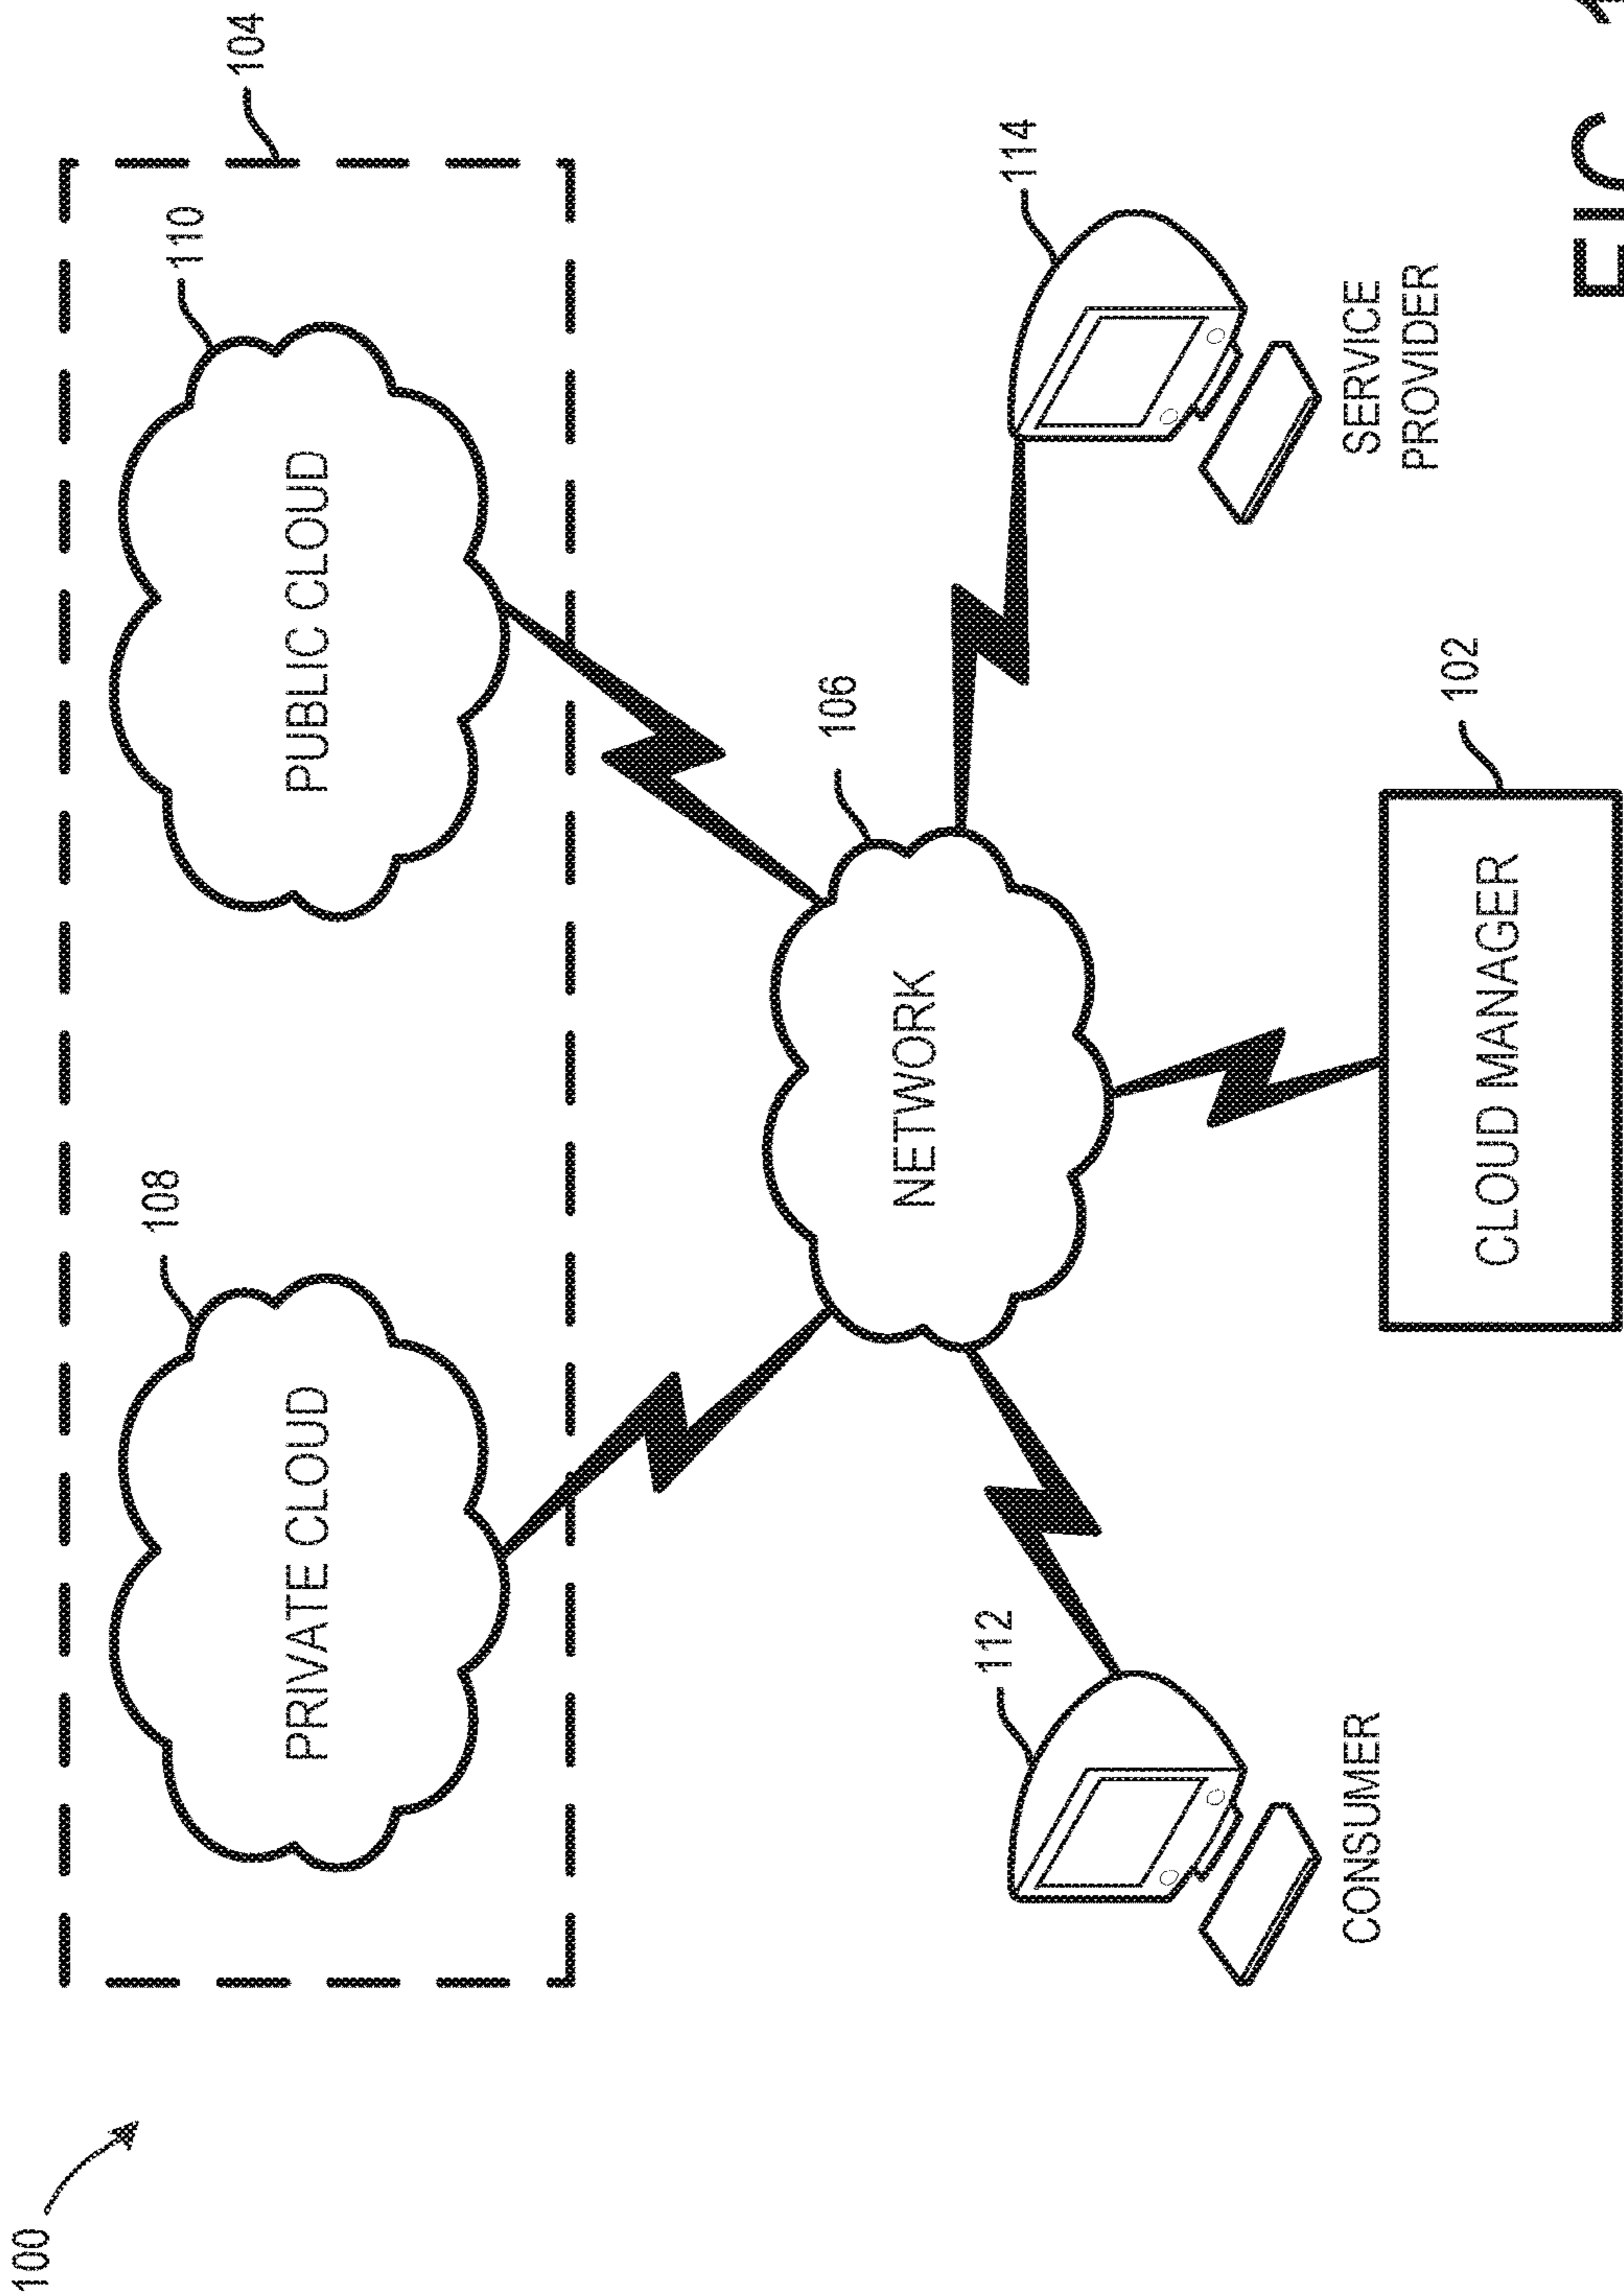 100
104
108
110
PRIVATE CLOUD
PUBLIC CLOUD
106
NETWORK
112
114
CONSUMER
SERVICE
PROVIDER
102
CLOUD MANAGER